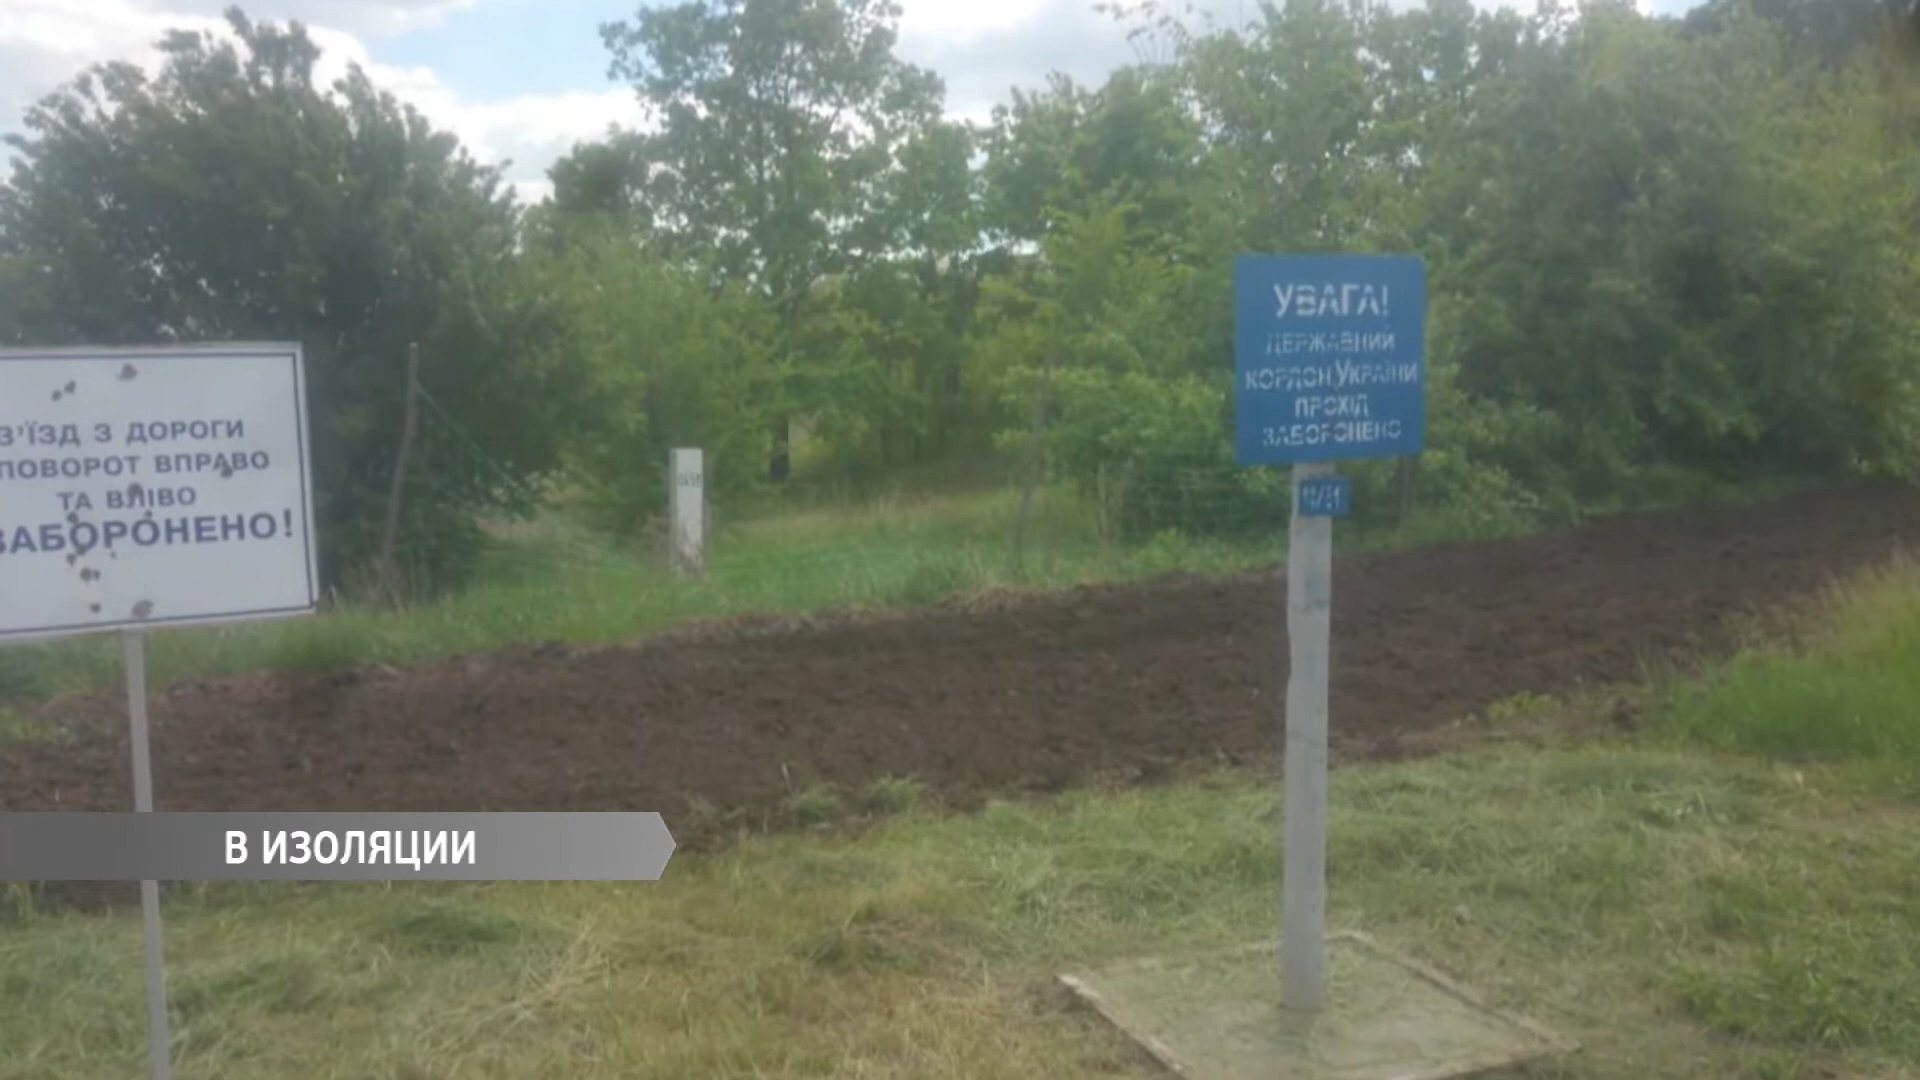 З'ЇЗД З ДОРОГИ
ПОВОРОТ ВПРАВО
ТА ВЛІВО
ЗАБОРОНЕНО!
УВАГА!
ДЕРЖАВНИЙ
КОРДОН УКРАЇНИ
ПРОХІД
ЗАБОРОНЕНО
В ИЗОЛЯЦИИ